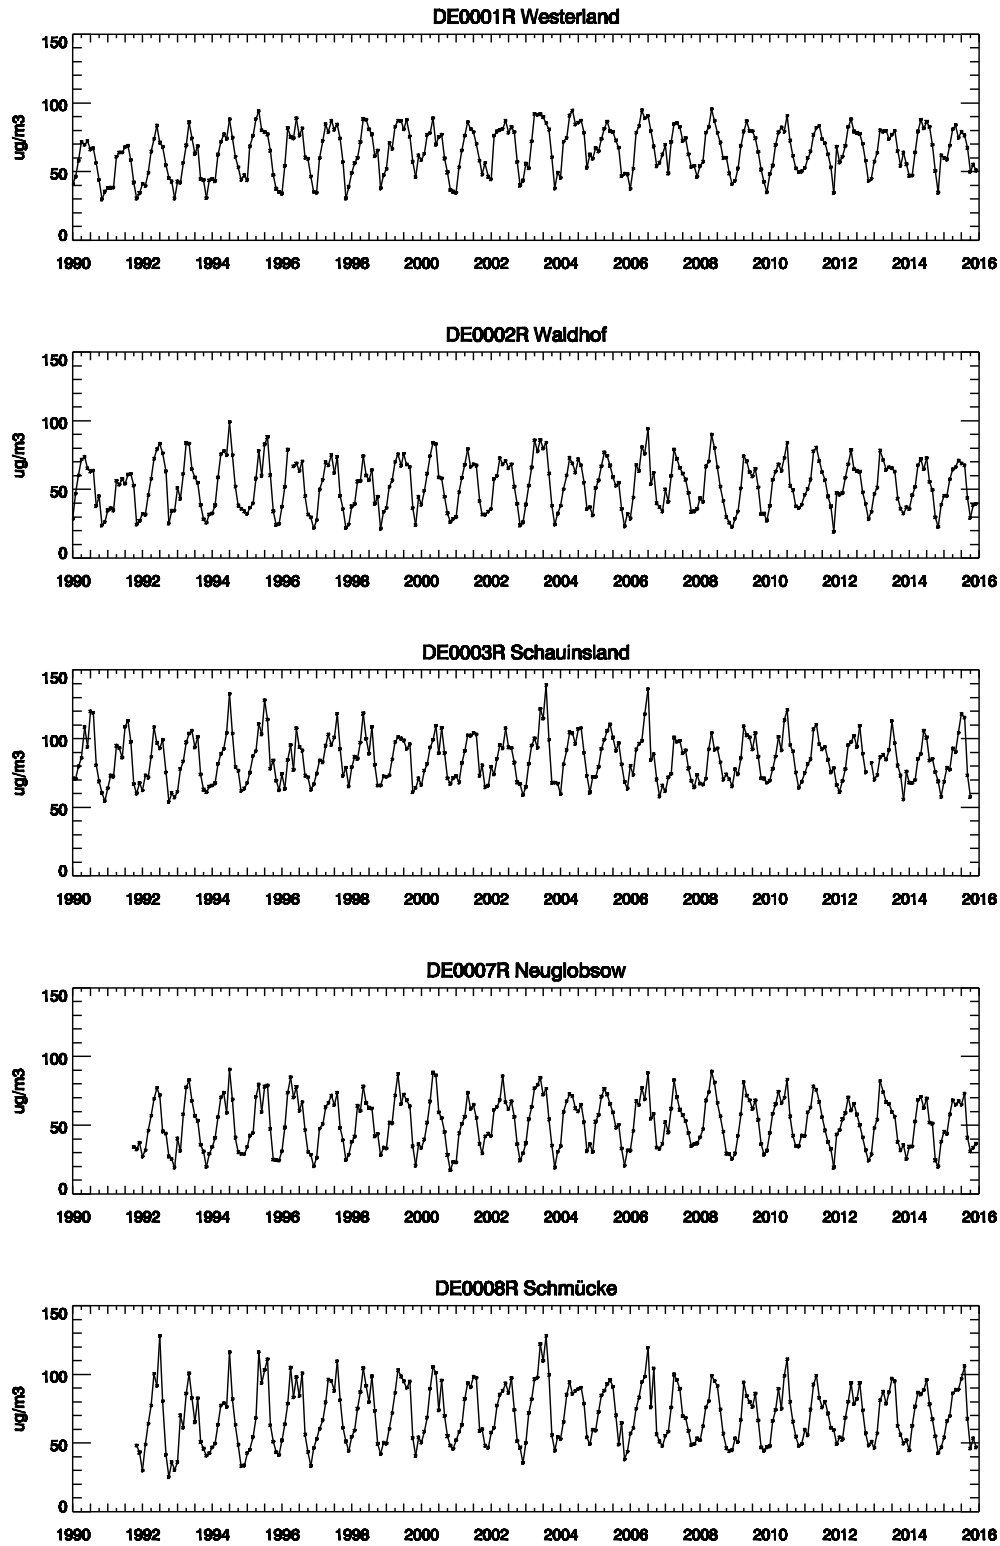 DE0001R Westerland
150
100
50
0
ug/m3
1990 1992 1994 1996 1998 2000 2002 2004 2006 2008 2010 2012 2014 2016
DE0002R Waldhof
150
100
50
0
ug/m3
1990 1992 1994 1996 1998 2000 2002 2004 2006 2008 2010 2012 2014 2016
DE0003R Schauinsland
150
100
50
0
ug/m3
1990 1992 1994 1996 1998 2000 2002 2004 2006 2008 2010 2012 2014 2016
DE0007R Neuglobsow
150
100
50
0
ug/m3
1990 1992 1994 1996 1998 2000 2002 2004 2006 2008 2010 2012 2014 2016
DE0008R Schmücke
150
100
50
0
ug/m3
1990 1992 1994 1996 1998 2000 2002 2004 2006 2008 2010 2012 2014 2016